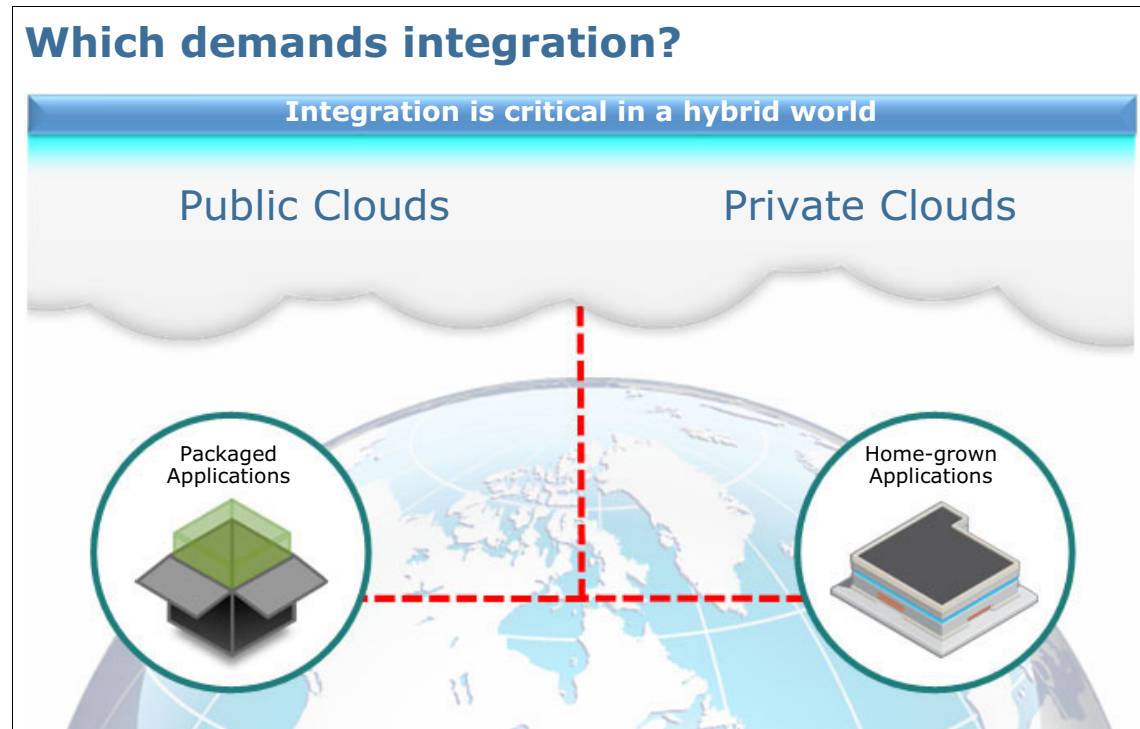 Which demands integration?
Integration is critical in a hybrid world
Public Clouds
Private Clouds
Packaged
Applications
Home-grown
Applications